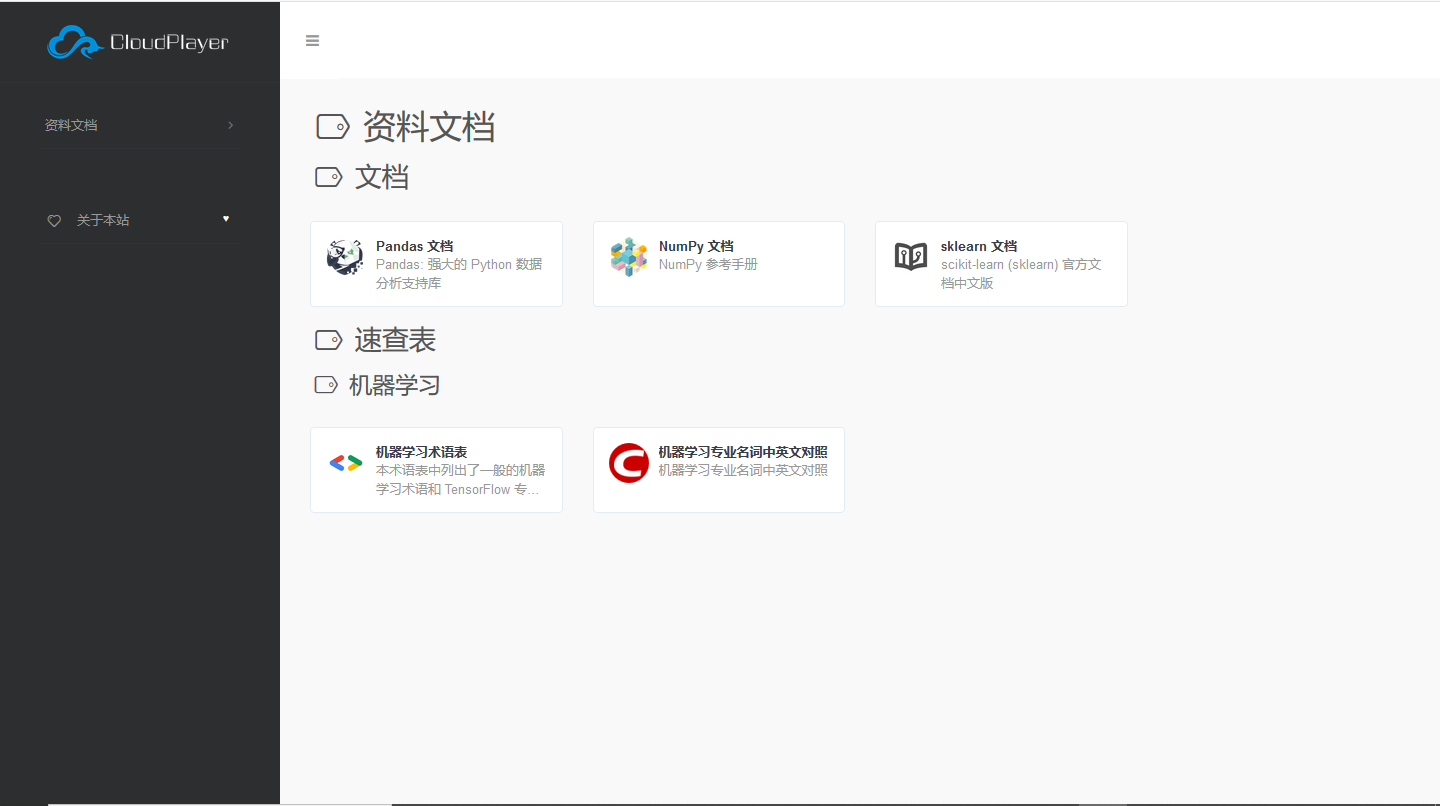 CloudPlayer
资料文档
关于本站
资料文档
文档
Pandas 文档
Pandas: 强大的 Python 数据
分析支持库
NumPy 文档
NumPy 参考手册
sklearn 文档
scikit-learn (sklearn) 官方文
档中文版
速查表
机器学习
机器学习术语表
本术语表中列出了一般的机器
学习术语和 TensorFlow 专...
机器学习专业名词中英文对照
机器学习专业名词中英文对照